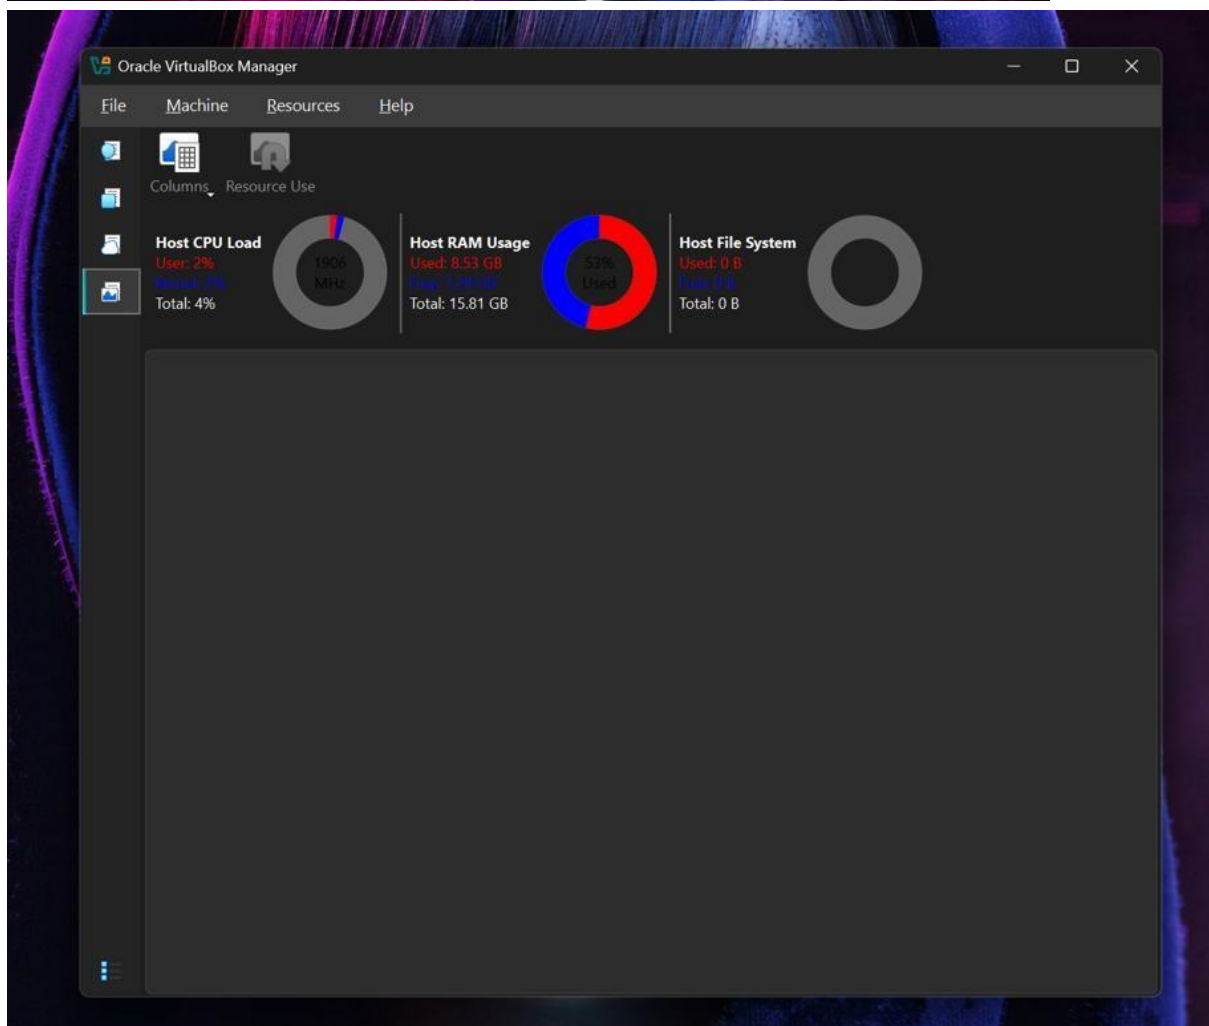 Oracle VirtualBox Manager
File Machine Resources Help
Columns Resource Use
Host CPU Load
User: 2%
Total: 4%
1906
MHz
Host RAM Usage
Used: 8.53 GB
Total: 15.81 GB
53%
Used
Host File System
Used: 0 B
Total: 0 B